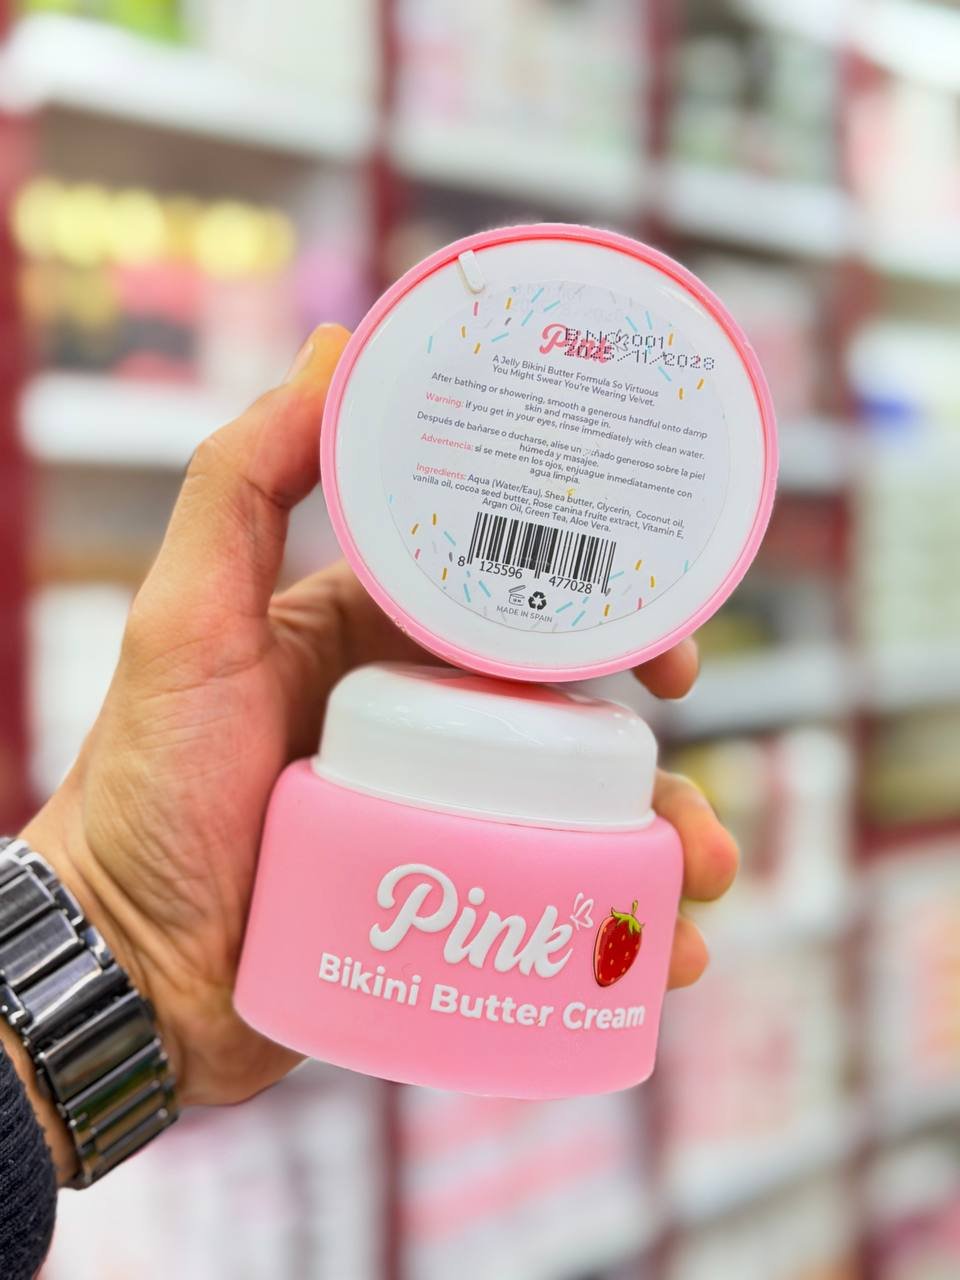 Pink
B.NO:001
2025/11/2028
A Jelly Bikini Butter Formula So Virtuous
You Might Swear You're Wearing Velvet.
After bathing or showering, smooth a generous handful onto damp
skin and massage in.
Warning: if you get in your eyes, rinse immediately with clean water.
Después de bañarse o ducharse, alise un puñado generoso sobre la piel
húmeda y masajee.
Advertencia: si se mete en los ojos, enjuague inmediatamente con
agua limpia.
Ingredients: Aqua (Water/Eau), Shea butter, Glycerin, Coconut oil,
vanilla oil, cocoa seed butter, Rose canina fruite extract, Vitamin E,
Argan Oil, Green Tea, Aloe Vera.
8 125596 477028
MADE IN SPAIN
Pink
Bikini Butter Cream